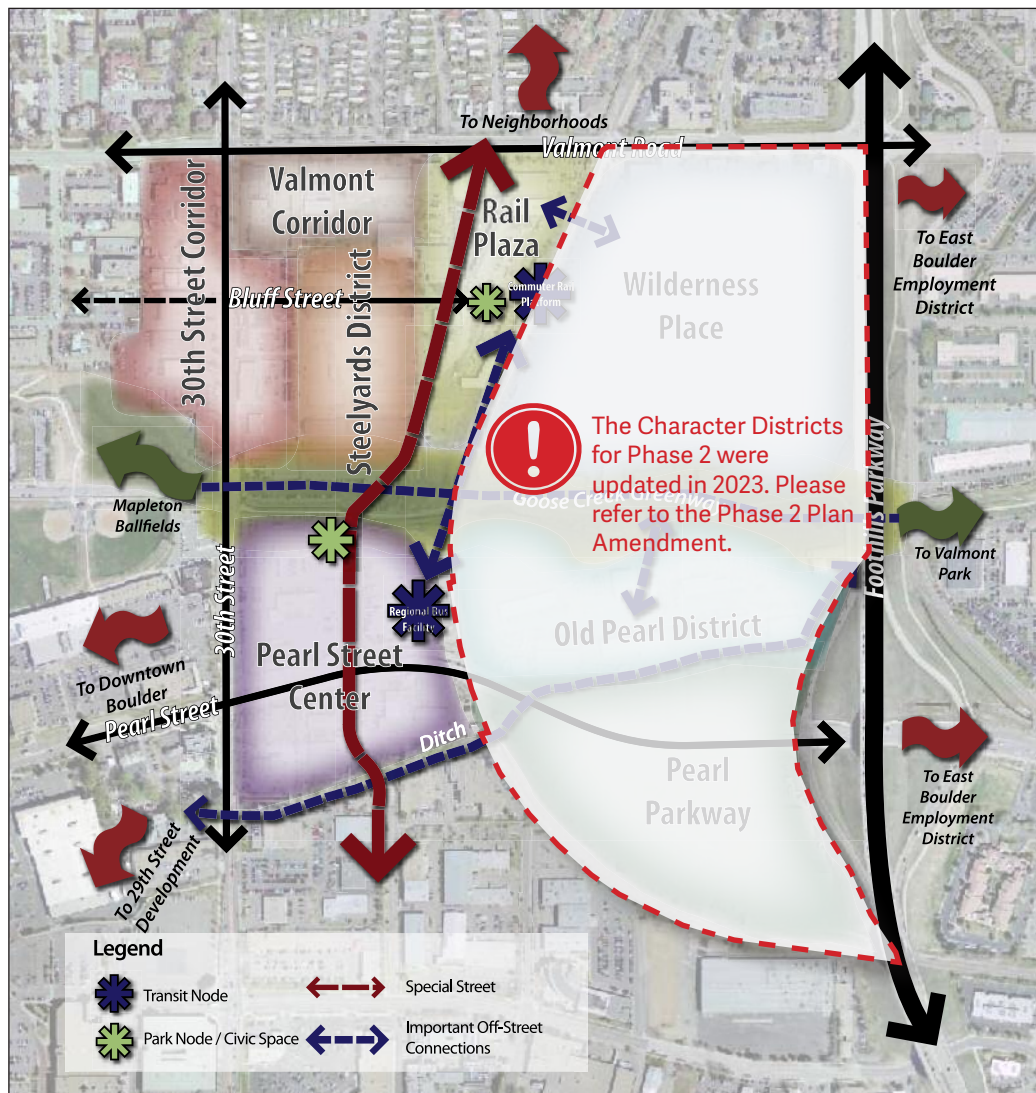 To Neighborhoods
Valmont Road
30th Street Corridor
Valmont
Corridor
Rail
Plaza
To East
Boulder
Employment
District
Bluff Street
Steelyards District
Commuter Rail
Platform
Wilderness
Place
!
The Character Districts
for Phase 2 were
updated in 2023. Please
refer to the Phase 2 Plan
Amendment.
Goose Creek Greenway
Foothills Parkway
Mapleton
Ballfields
To Valmont
Park
30th Street
Regional Bus
Facility
Old Pearl District
Pearl Street
Center
To Downtown
Boulder
Pearl Street
Ditch
Pearl
Parkway
To East
Boulder
Employment
District
To 29th Street
Development
Legend
Transit Node
Special Street
Park Node / Civic Space
Important Off-Street
Connections